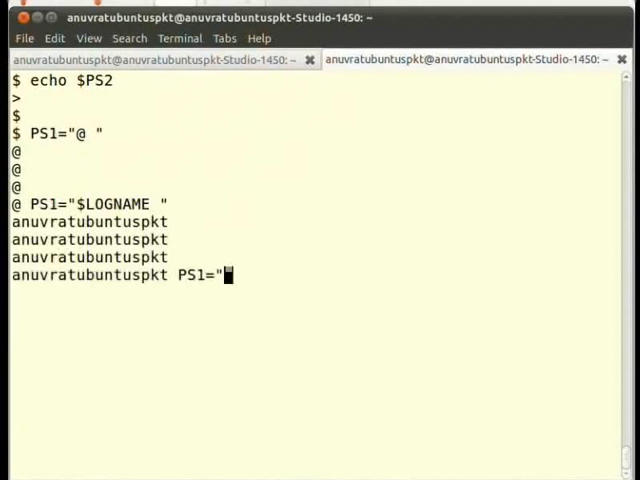 anuvratubuntuspkt@anuvratubuntuspkt-Studio-1450: ~
File Edit View Search Terminal Tabs Help
anuvratubuntuspkt@anuvratubuntuspkt-Studio-1450: ~ anuvratubuntuspkt@anuvratubuntuspkt-Studio-1450: ~
$ echo $PS2
>
$
$ PS1="@ "
@
@
@
@ PS1="$LOGNAME "
anuvratubuntuspkt
anuvratubuntuspkt
anuvratubuntuspkt
anuvratubuntuspkt PS1="